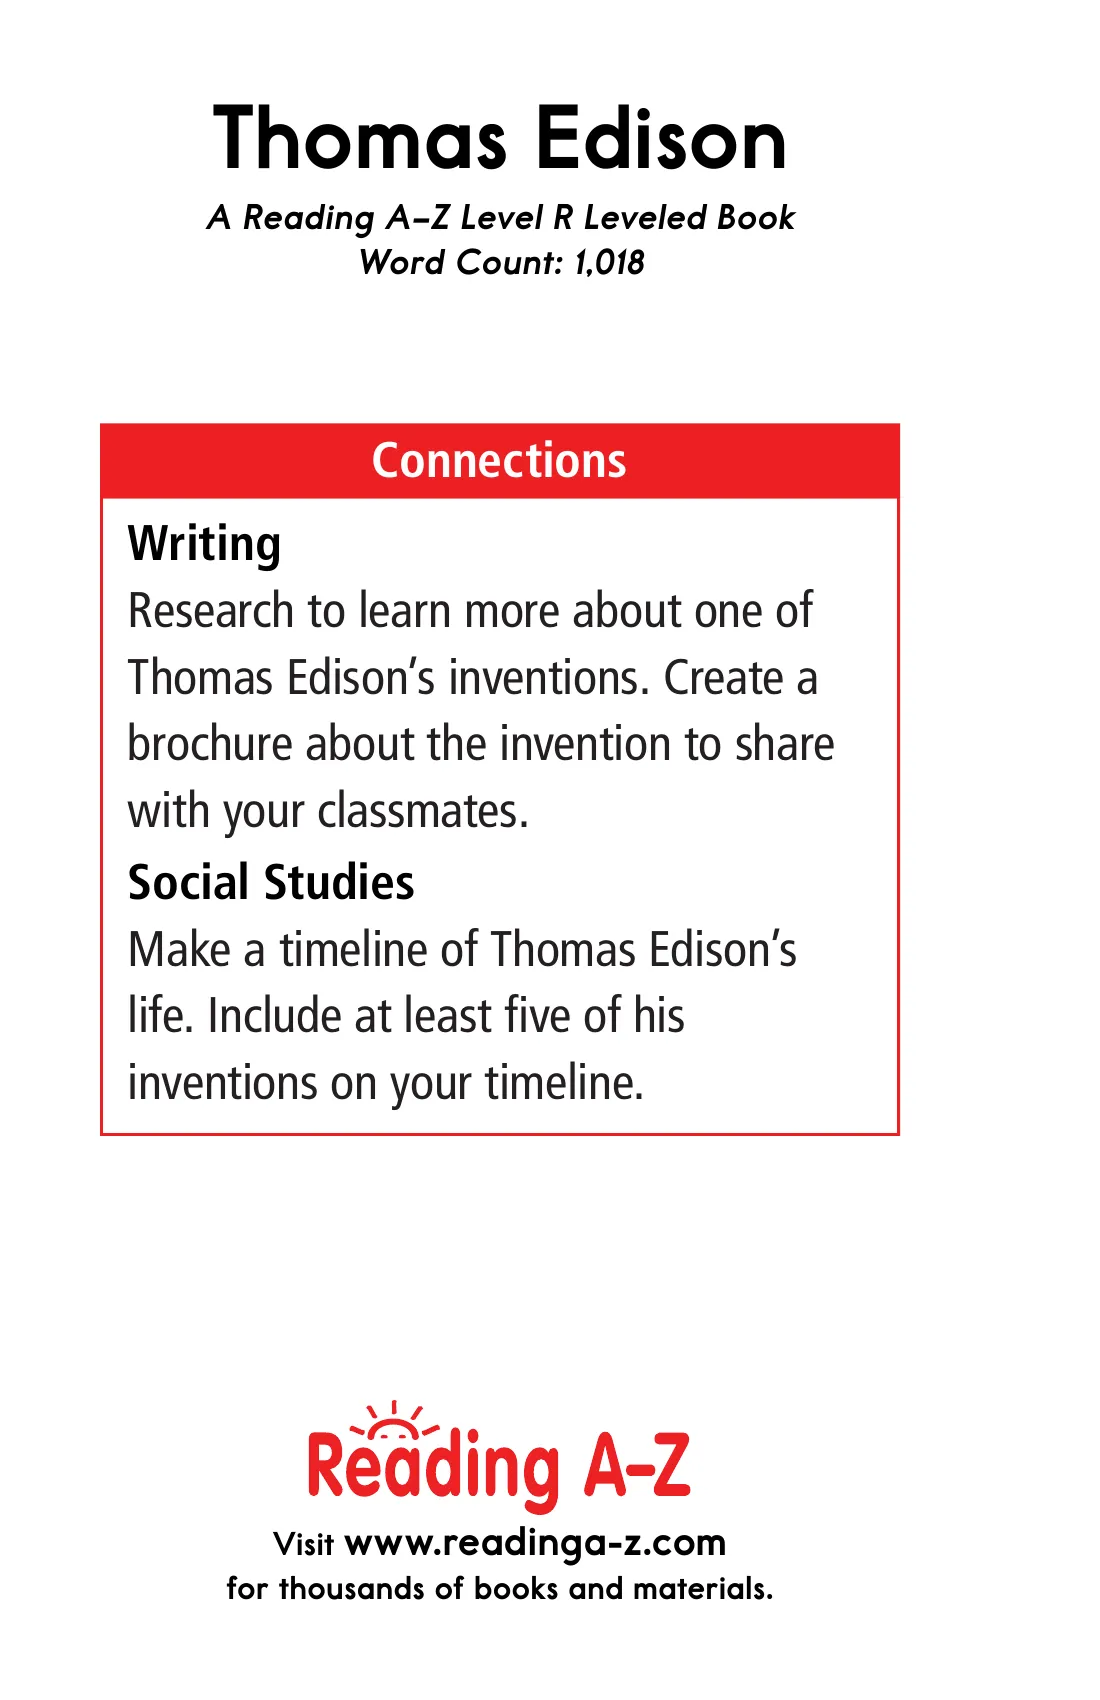 Thomas Edison
A Reading A–Z Level R Leveled Book
Word Count: 1,018
Connections
Writing
Research to learn more about one of
Thomas Edison’s inventions. Create a
brochure about the invention to share
with your classmates.
Social Studies
Make a timeline of Thomas Edison’s
life. Include at least five of his
inventions on your timeline.
Reading A–Z
Visit www.readinga-z.com
for thousands of books and materials.